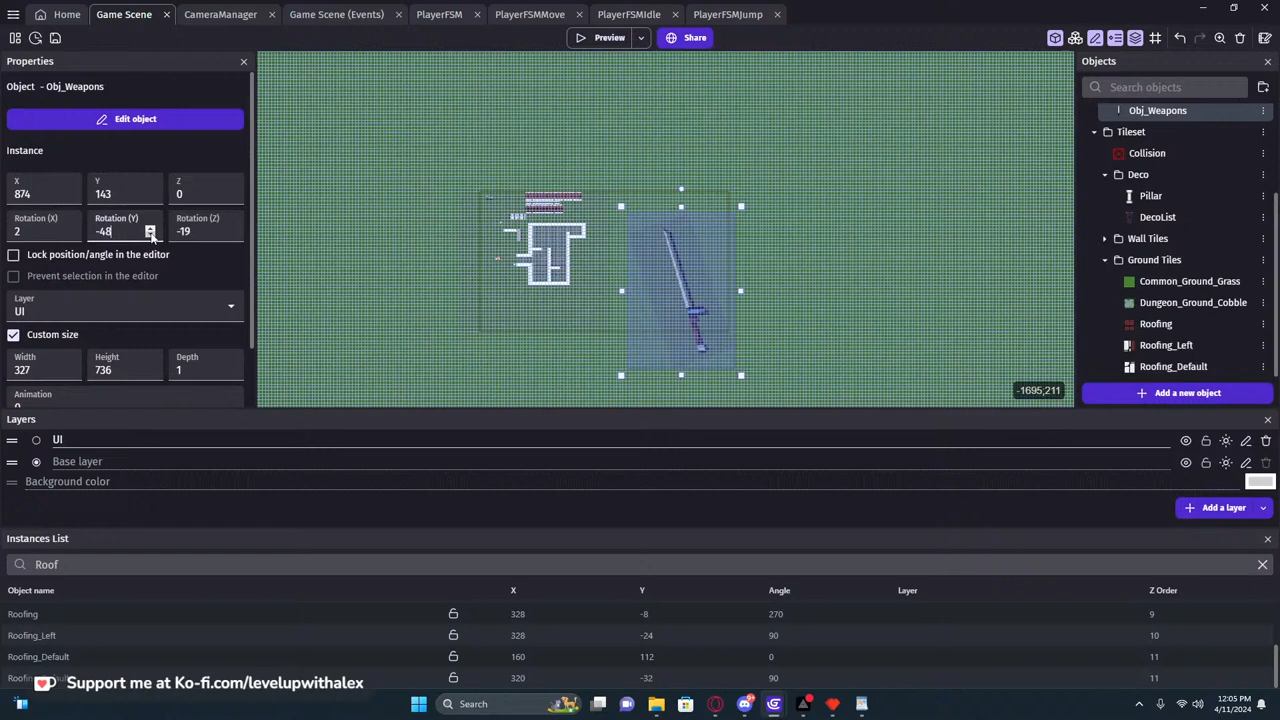 Home
Game Scene
CameraManager
Game Scene (Events)
PlayerFSM
PlayerFSMMove
PlayerFSMIdle
PlayerFSMJump
Preview
Share
Properties
Objects
Object - Obj_Weapons
Search objects
Edit object
Obj_Weapons
Tileset
Instance
Collision
X
Y
Z
Deco
874
143
0
Pillar
Rotation (X)
Rotation (Y)
Rotation (Z)
DecoList
2
-48
-19
Wall Tiles
Lock position/angle in the editor
Ground Tiles
Prevent selection in the editor
Common_Ground_Grass
Layer
UI
Dungeon_Ground_Cobble
Roofing
Custom size
Roofing_Left
Width
Height
Depth
327
736
1
Roofing_Default
Animation
0
-1695,211
Add a new object
Layers
UI
Base layer
Background color
Add a layer
Instances List
Roof
Object name
X
Y
Angle
Layer
Z Order
Roofing
328
-8
270
9
Roofing_Left
328
-24
90
10
Roofing_Default
160
112
0
11
320
-32
90
11
Support me at Ko-fi.com/levelupwithalex
Search
9+
12:05 PM
4/11/2024